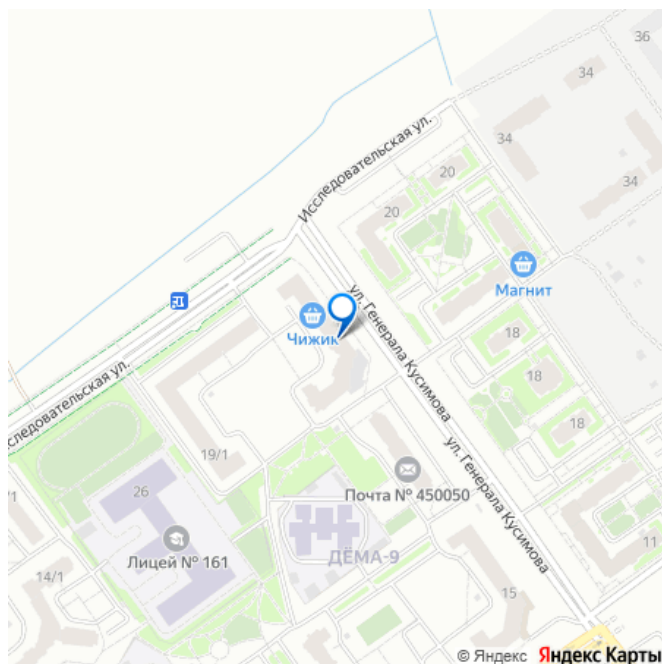 36
34
Исследовательская ул.
34
20
34
20
Магнит
ул. Генерала Кусимова
Чижик
18
18
Исследовательская ул.
18
19/1
ул. Генерала Кусимова
26
Почта № 450050
/1
Лицей № 161
ДЁМА-9
11
14/1
15
© Яндекс Яндекс Карты